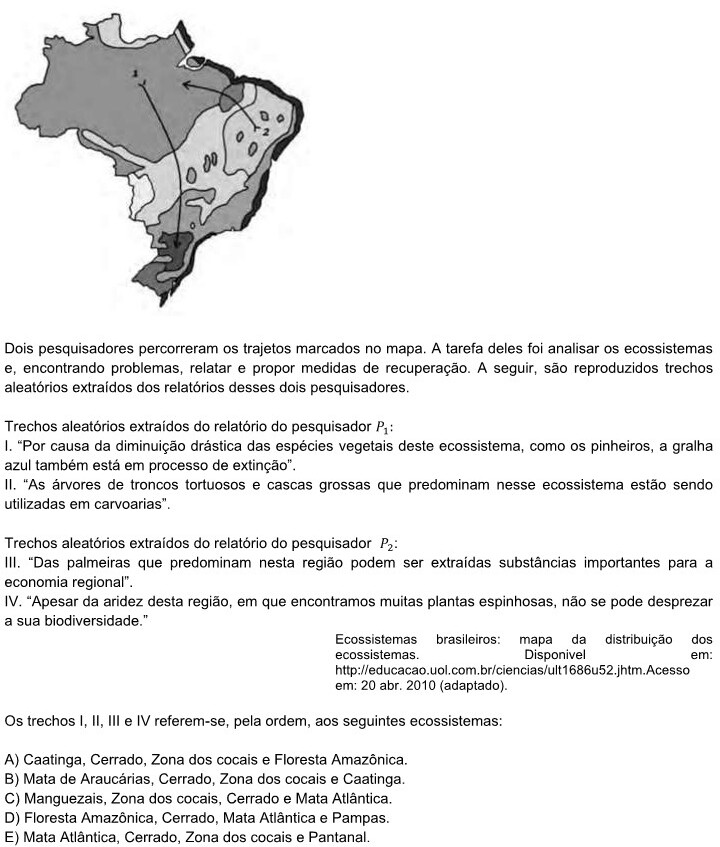 1
2
Dois pesquisadores percorreram os trajetos marcados no mapa. A tarefa deles foi analisar os ecossistemas
e, encontrando problemas, relatar e propor medidas de recuperação. A seguir, são reproduzidos trechos
aleatórios extraídos dos relatórios desses dois pesquisadores.
Trechos aleatórios extraídos do relatório do pesquisador P₁:
I. “Por causa da diminuição drástica das espécies vegetais deste ecossistema, como os pinheiros, a gralha
azul também está em processo de extinção”.
II. “As árvores de troncos tortuosos e cascas grossas que predominam nesse ecossistema estão sendo
utilizadas em carvoarias”.
Trechos aleatórios extraídos do relatório do pesquisador P₂:
III. “Das palmeiras que predominam nesta região podem ser extraídas substâncias importantes para a
economia regional”.
IV. “Apesar da aridez desta região, em que encontramos muitas plantas espinhosas, não se pode desprezar
a sua biodiversidade.”
Ecossistemas brasileiros: mapa da distribuição dos
ecossistemas. Disponivel em:
http://educacao.uol.com.br/ciencias/ult1686u52.jhtm.Acesso
em: 20 abr. 2010 (adaptado).
Os trechos I, II, III e IV referem-se, pela ordem, aos seguintes ecossistemas:
A) Caatinga, Cerrado, Zona dos cocais e Floresta Amazônica.
B) Mata de Araucárias, Cerrado, Zona dos cocais e Caatinga.
C) Manguezais, Zona dos cocais, Cerrado e Mata Atlântica.
D) Floresta Amazônica, Cerrado, Mata Atlântica e Pampas.
E) Mata Atlântica, Cerrado, Zona dos cocais e Pantanal.